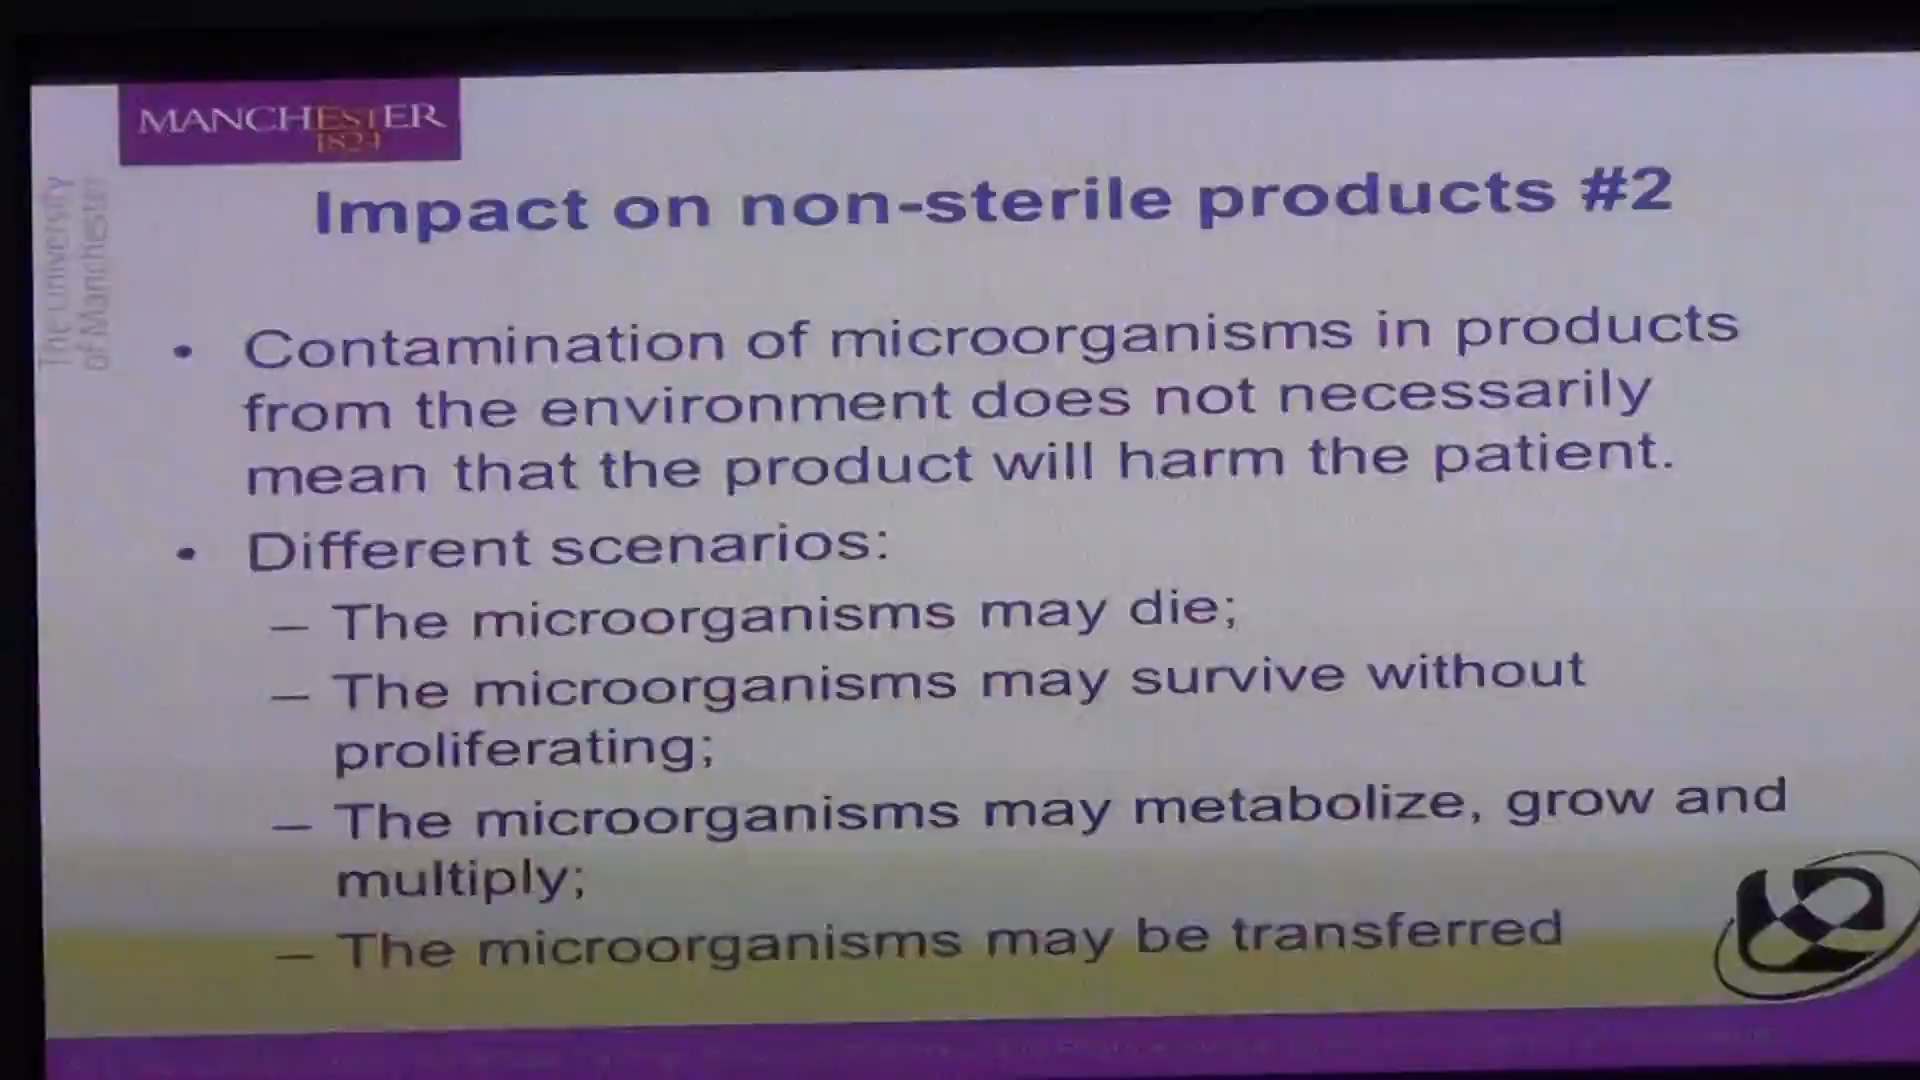 MANCHESTER
1824
The University
of Manchester
Impact on non-sterile products #2
• Contamination of microorganisms in products
from the environment does not necessarily
mean that the product will harm the patient.
• Different scenarios:
– The microorganisms may die;
– The microorganisms may survive without
proliferating;
– The microorganisms may metabolize, grow and
multiply;
– The microorganisms may be transferred